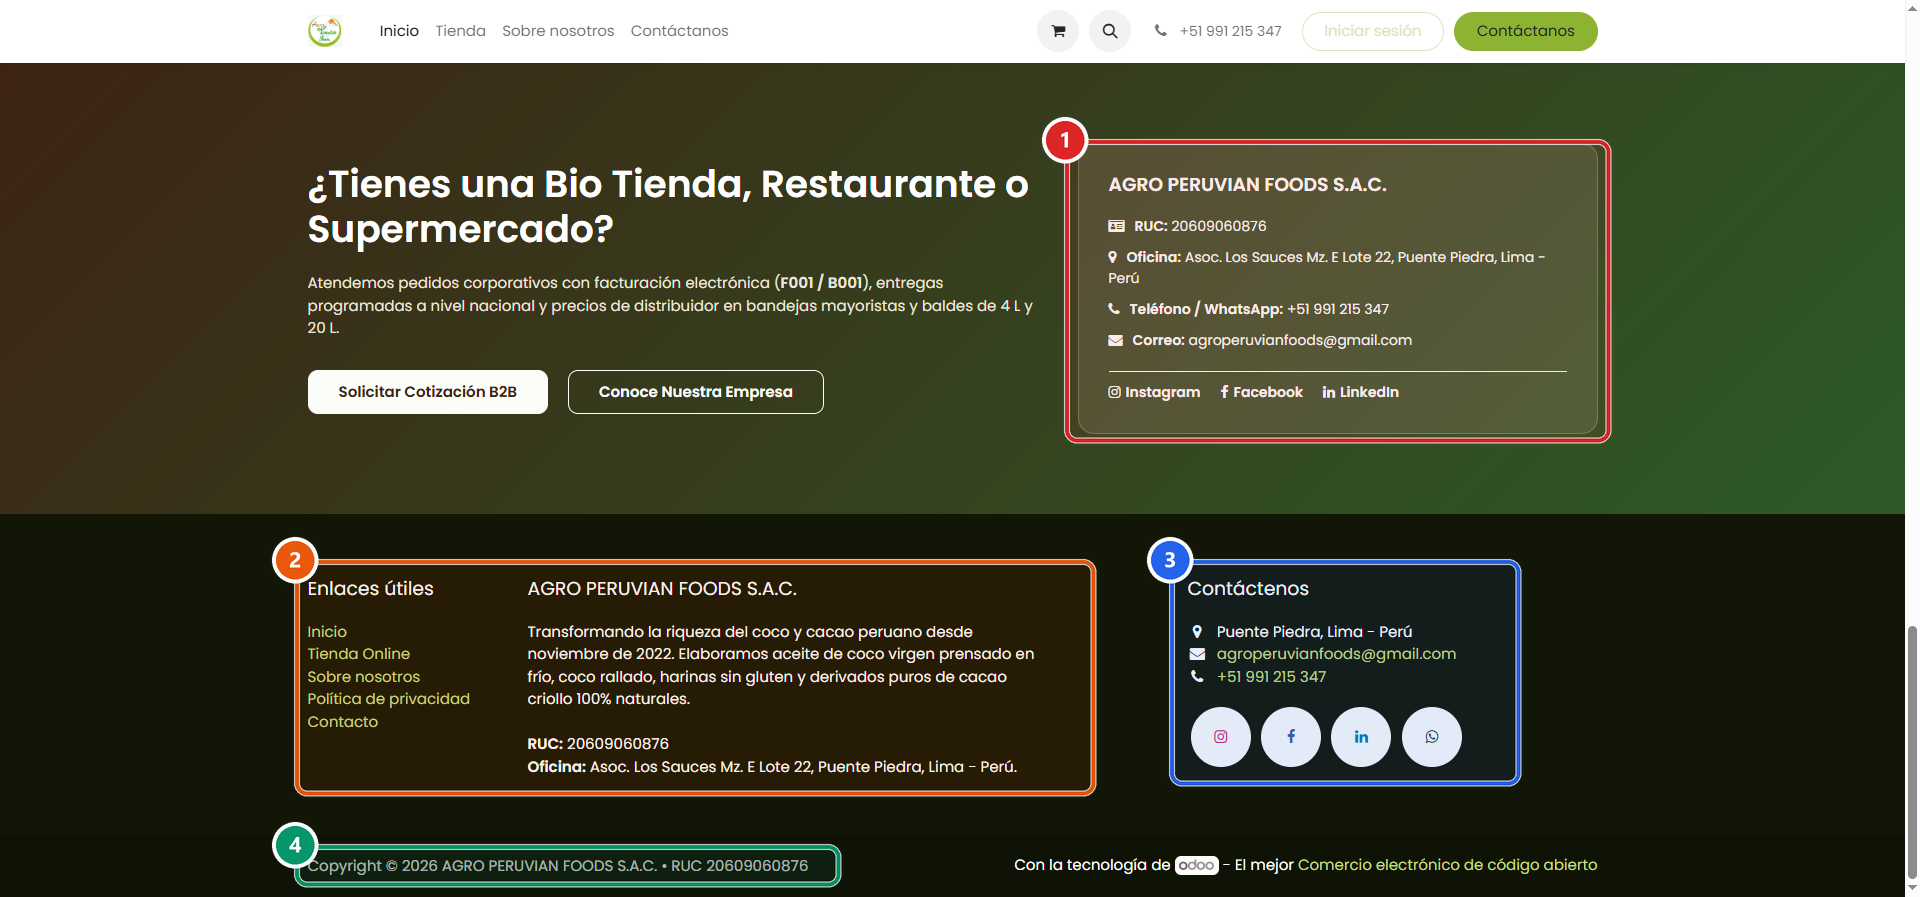 Inicio Tienda Sobre nosotros Contáctanos
+51 991 215 347 Iniciar sesión Contáctanos
¿Tienes una Bio Tienda, Restaurante o
Supermercado?
Atendemos pedidos corporativos con facturación electrónica (F001 / B001), entregas
programadas a nivel nacional y precios de distribuidor en bandejas mayoristas y baldes de 4 L y
20 L.
Solicitar Cotización B2B Conoce Nuestra Empresa
1
AGRO PERUVIAN FOODS S.A.C.
RUC: 20609060876
Oficina: Asoc. Los Sauces Mz. E Lote 22, Puente Piedra, Lima -
Perú
Teléfono / WhatsApp: +51 991 215 347
Correo: agroperuvianfoods@gmail.com
Instagram Facebook LinkedIn
2
Enlaces útiles
Inicio
Tienda Online
Sobre nosotros
Política de privacidad
Contacto
AGRO PERUVIAN FOODS S.A.C.
Transformando la riqueza del coco y cacao peruano desde
noviembre de 2022. Elaboramos aceite de coco virgen prensado en
frío, coco rallado, harinas sin gluten y derivados puros de cacao
criollo 100% naturales.
RUC: 20609060876
Oficina: Asoc. Los Sauces Mz. E Lote 22, Puente Piedra, Lima - Perú.
3
Contáctenos
Puente Piedra, Lima - Perú
agroperuvianfoods@gmail.com
+51 991 215 347
4
Copyright © 2026 AGRO PERUVIAN FOODS S.A.C. • RUC 20609060876
Con la tecnología de odoo - El mejor Comercio electrónico de código abierto